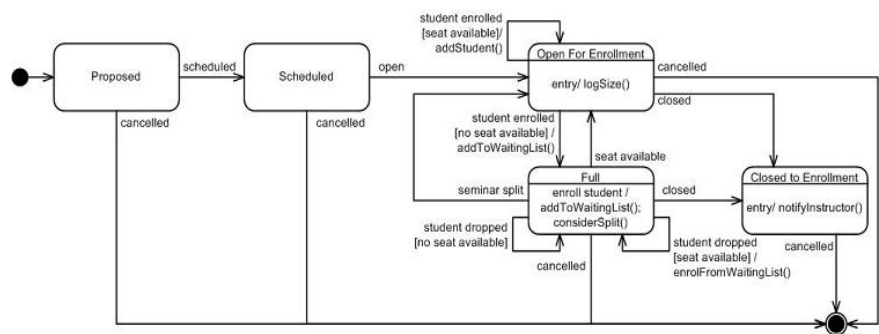 student enrolled
[seat available]/
addStudent()
Open For Enrollment
entry/ logSize()
Proposed
scheduled
Scheduled
open
cancelled
closed
cancelled
cancelled
student enrolled
[no seat available] /
addToWaitingList()
seat available
seminar split
Full
enroll student /
addToWaitingList();
considerSplit()
closed
Closed to Enrollment
entry/ notifyInstructor()
student dropped
[no seat available]
student dropped
[seat available] /
enrolFromWaitingList()
cancelled
cancelled